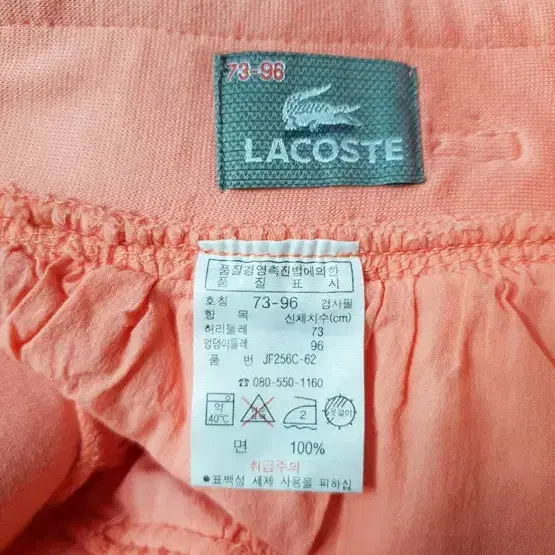 73-96
LACOSTE
품질경영촉진법에의한
품 질 표 시
호칭 73-96 검사필
항 목 신체치수(cm)
허리둘레 73
엉덩이둘레 96
품 번 JF256C-62
☎ 080-550-1160
약 40℃
2
옷걸이
면 100%
취급주의
●표백성 세제 사용을 피하십